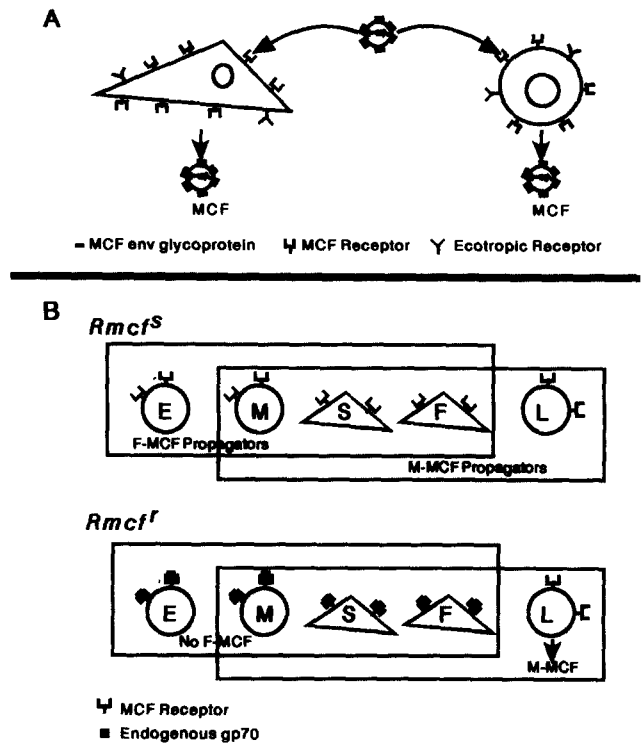 A
MCF
MCF
MCF env glycoprotein MCF Receptor Ecotropic Receptor
B
Rmcf^s
E M S F L
F-MCF Propagators
M-MCF Propagators
Rmcf^r
E M S F L
No F-MCF
M-MCF
MCF Receptor
Endogenous gp70